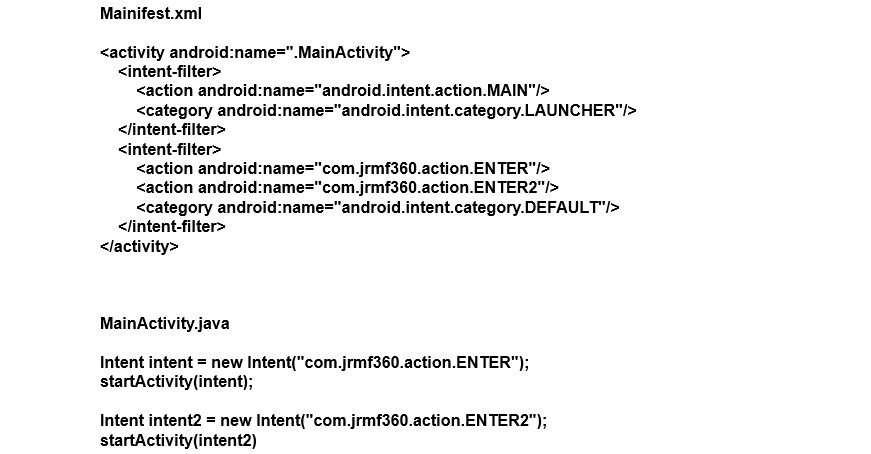 Mainifest.xml
<activity android:name=".MainActivity">
<intent-filter>
<action android:name="android.intent.action.MAIN"/>
<category android:name="android.intent.category.LAUNCHER"/>
</intent-filter>
<intent-filter>
<action android:name="com.jrmf360.action.ENTER"/>
<action android:name="com.jrmf360.action.ENTER2"/>
<category android:name="android.intent.category.DEFAULT"/>
</intent-filter>
</activity>
MainActivity.java
Intent intent = new Intent("com.jrmf360.action.ENTER");
startActivity(intent);
Intent intent2 = new Intent("com.jrmf360.action.ENTER2");
startActivity(intent2)